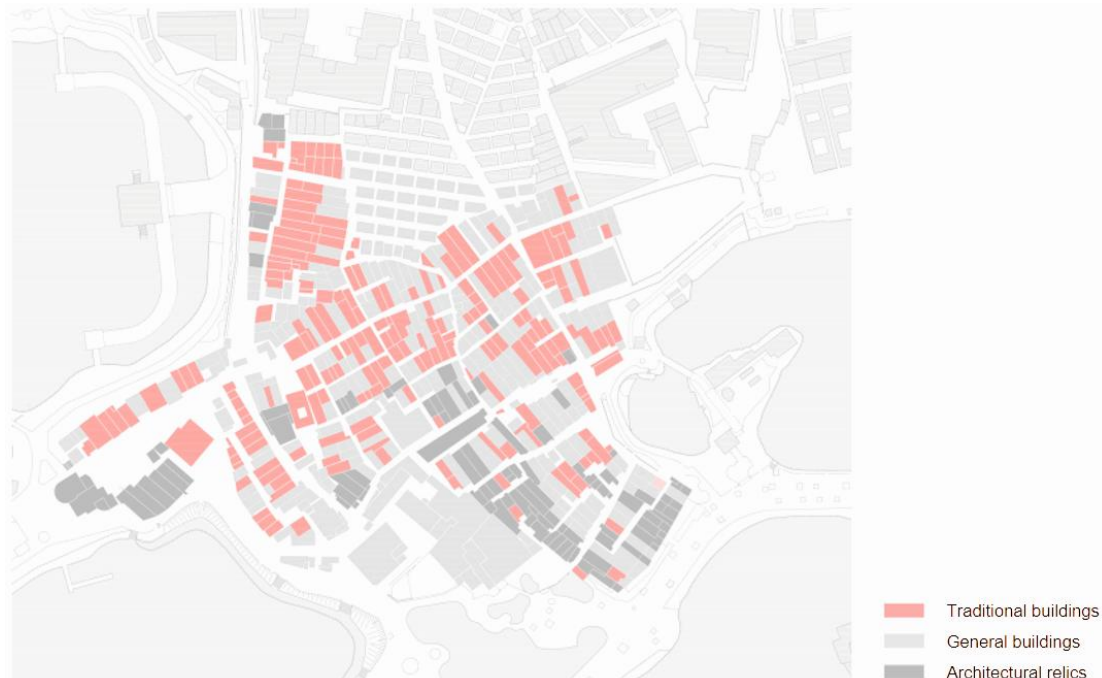 Traditional buildings
General buildings
Architectural relics